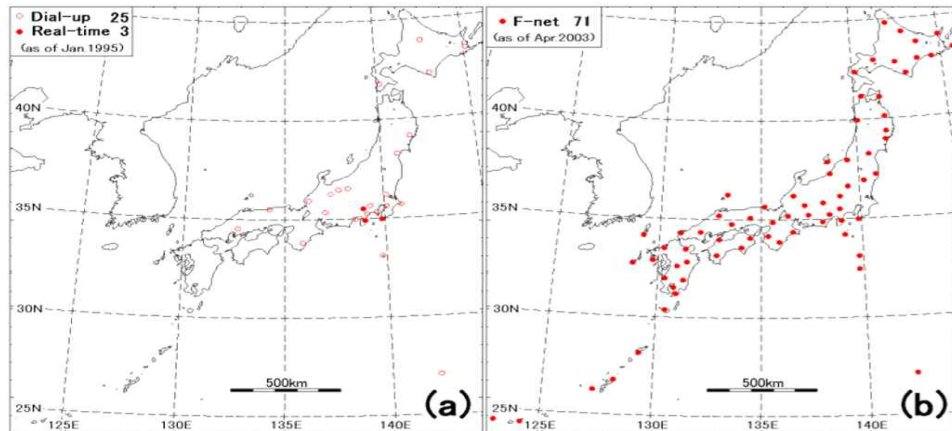 Dial-up 25
Real-time 3
(as of Jan.1995)
40N
35N
30N
25N
125E
130E
135E
140E
500km
(a)
F-net 71
(as of Apr.2003)
40N
35N
30N
25N
125E
130E
135E
140E
500km
(b)